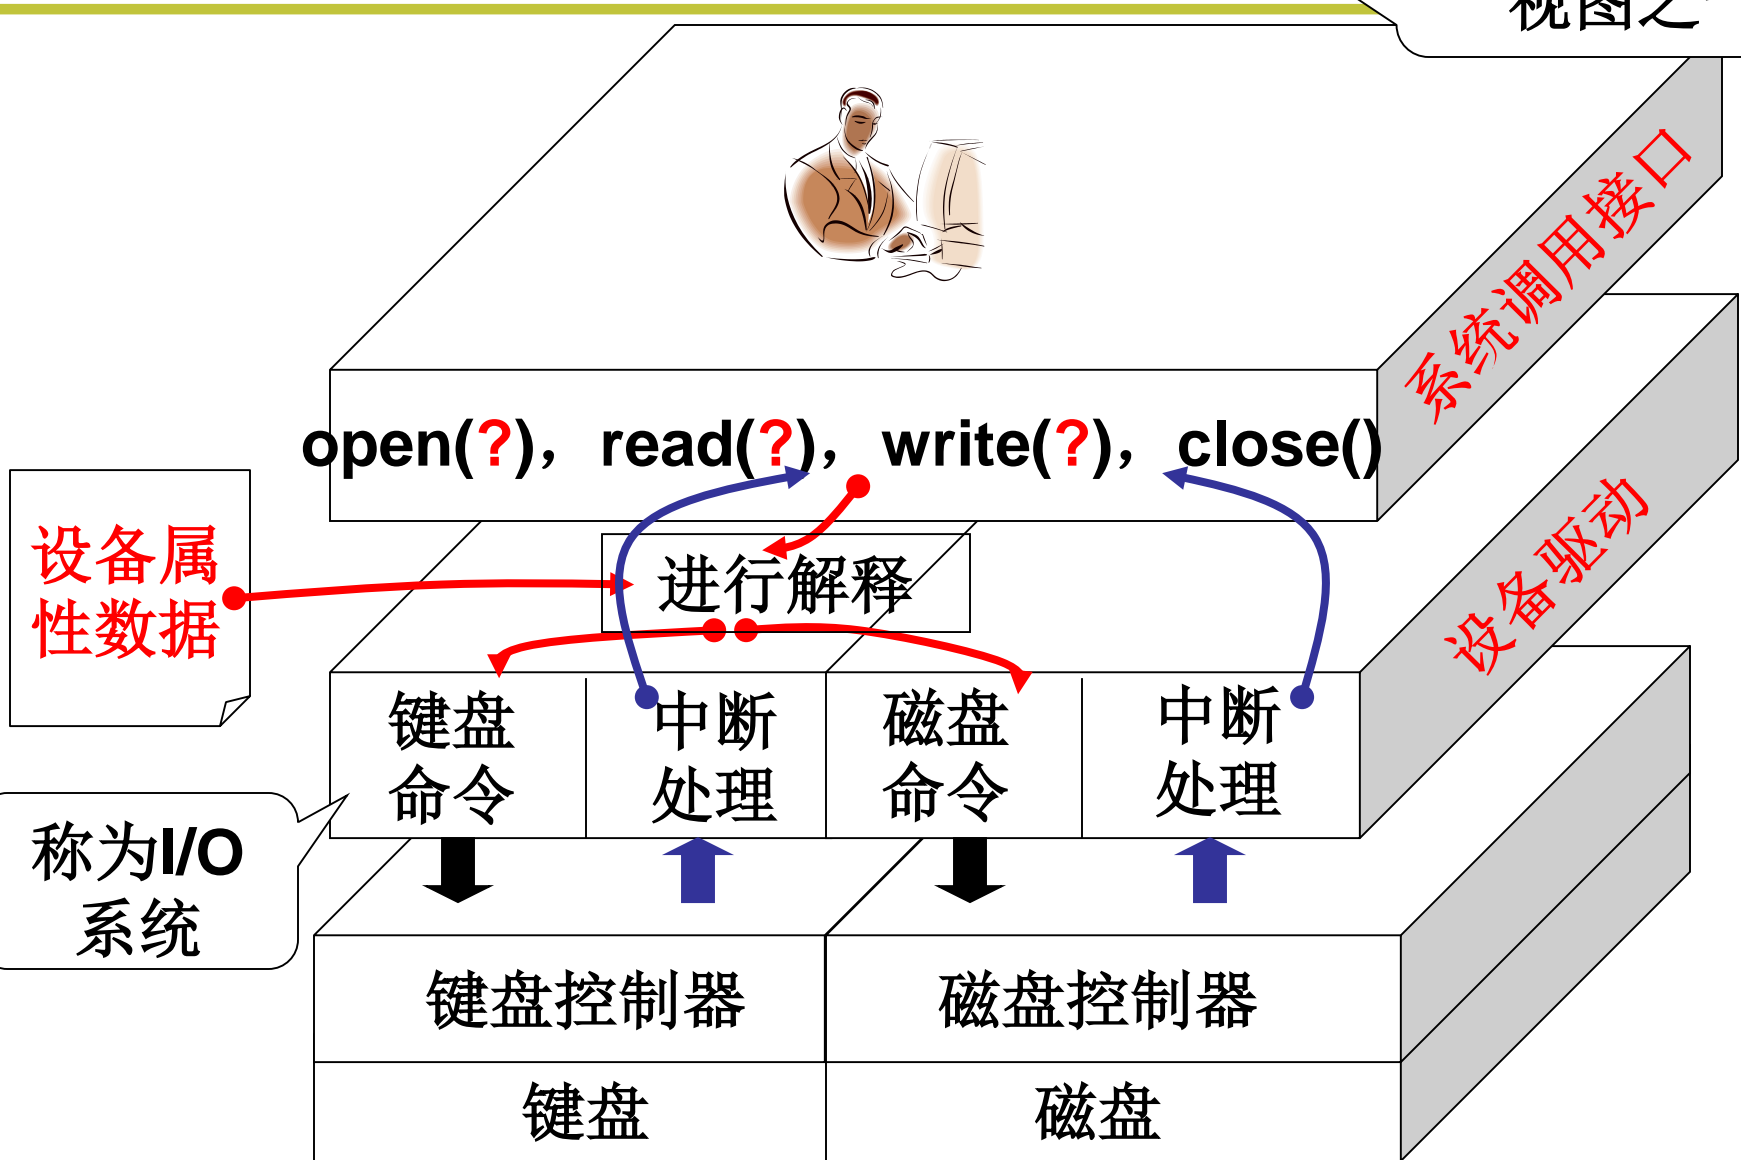 视图之
系统调用接口
open(?)，read(?)，write(?)，close()
设备属
性数据
进行解释
设备驱动
键盘
命令
中断
处理
磁盘
命令
中断
处理
称为I/O
系统
键盘控制器
磁盘控制器
键盘
磁盘